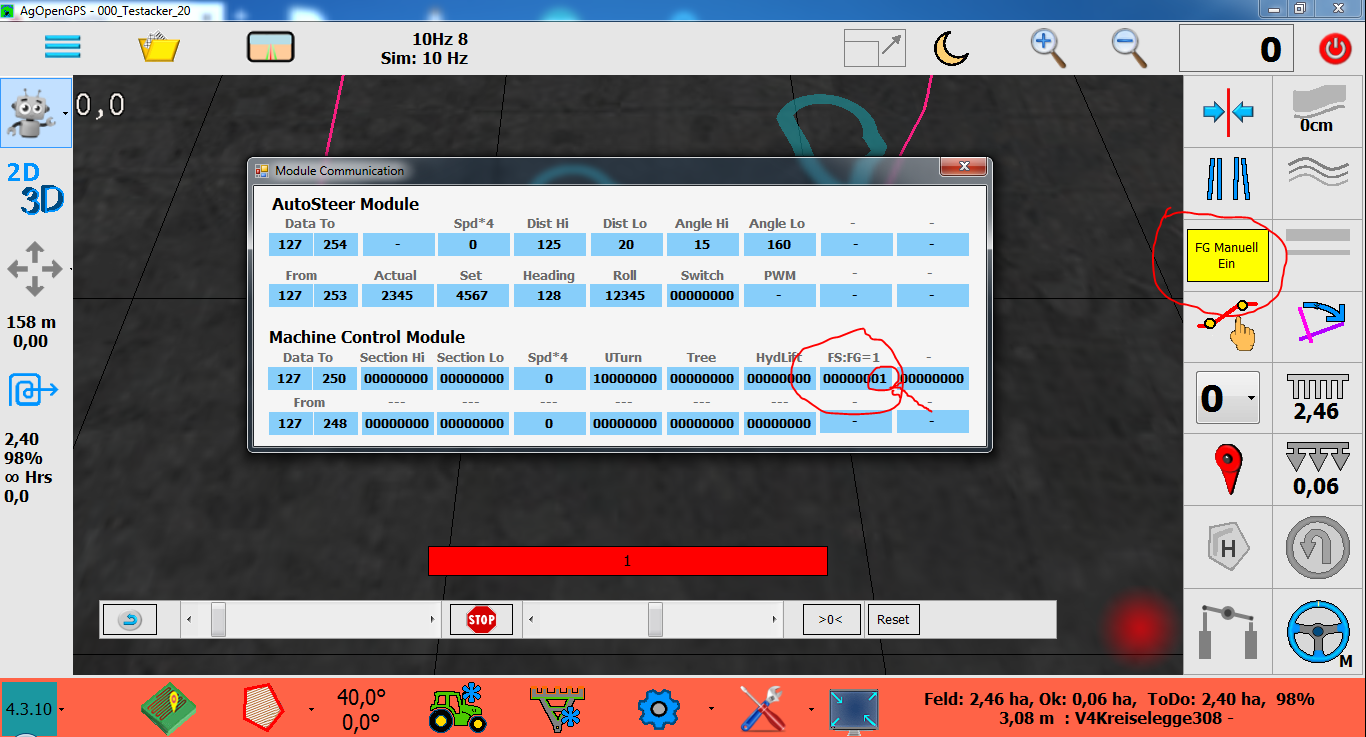 AgOpenGPS - 000_Testacker_20
10Hz 8
Sim: 10 Hz
0
0,0
2D
3D
158 m
0,00
2,40
98%
∞ Hrs
0,0
Module Communication
AutoSteer Module
Data To - Spd*4 Dist Hi Dist Lo Angle Hi Angle Lo - -
127 254 - 0 125 20 15 160 - -
From Actual Set Heading Roll Switch PWM - -
127 253 2345 4567 128 12345 00000000 - - -
Machine Control Module
Data To Section Hi Section Lo Spd*4 UTurn Tree HydLift FS:FG=1 -
127 250 00000000 00000000 0 10000000 00000000 00000000 00000001 00000000
From --- --- --- --- --- --- - -
127 248 00000000 00000000 0 00000000 00000000 00000000 - -
1
STOP
>0<
Reset
0cm
FG Manuell
Ein
0
2,46
0,06
H
M
4.3.10
40,0°
0,0°
Feld: 2,46 ha, Ok: 0,06 ha, ToDo: 2,40 ha, 98%
3,08 m : V4Kreiselegge308 -